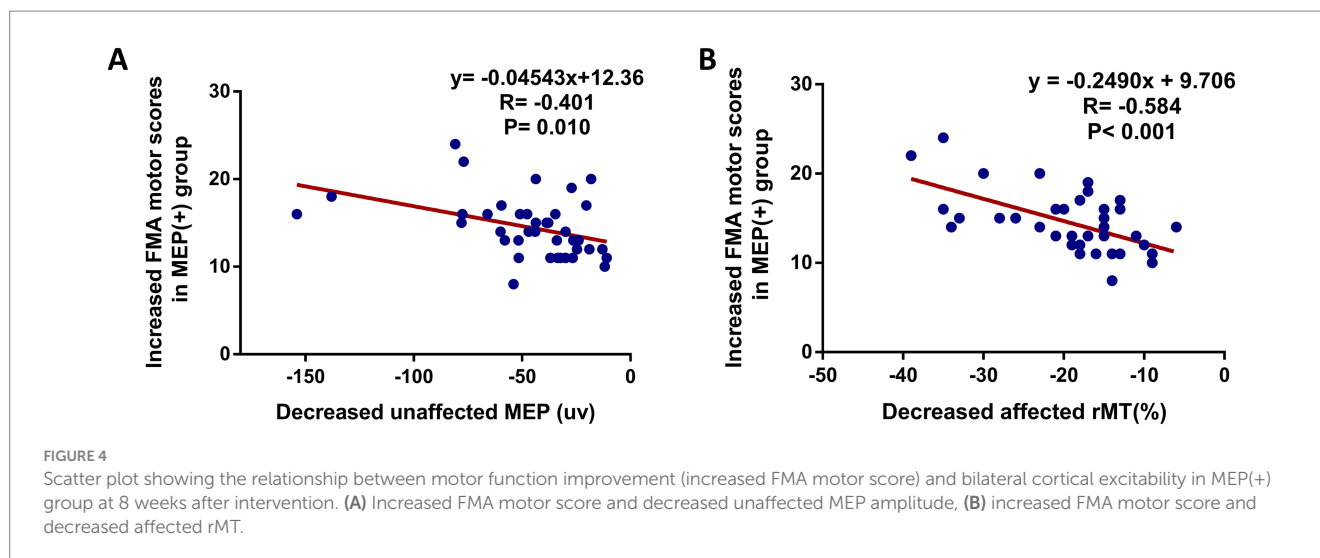 A
Increased FMA motor scores
in MEP(+) group
y= -0.04543x+12.36
R= -0.401
P= 0.010
30
20
10
0
-150
-100
-50
0
Decreased unaffected MEP (uv)
B
Increased FMA motor scores
in MEP(+) group
y = -0.2490x + 9.706
R= -0.584
P< 0.001
30
20
10
0
-50
-40
-30
-20
-10
0
Decreased affected rMT(%)
FIGURE 4
Scatter plot showing the relationship between motor function improvement (increased FMA motor score) and bilateral cortical excitability in MEP(+)
group at 8 weeks after intervention. (A) Increased FMA motor score and decreased unaffected MEP amplitude, (B) increased FMA motor score and
decreased affected rMT.